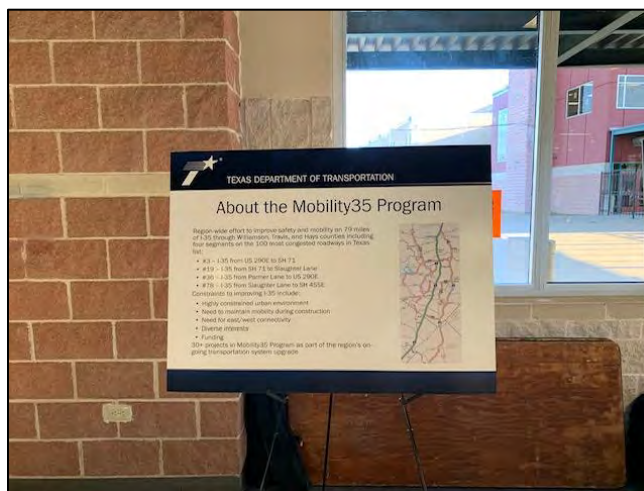 TEXAS DEPARTMENT OF TRANSPORTATION
About the Mobility35 Program
Region-wide effort to improve safety and mobility on 79 miles
of I-35 through Williamson, Travis, and Hays counties including
four segments on the 100 most congested roadways in Texas
list:
• #3 – I-35 from US 290E to SH 71
• #19 – I-35 from SH 71 to Slaughter Lane
• #36 – I-35 from Parmer Lane to US 290E
• #78 – I-35 from Slaughter Lane to SH 45SE
Constraints to improving I-35 include:
• Highly constrained urban environment
• Need to maintain mobility during construction
• Need for east/west connectivity
• Diverse interests
• Funding
30+ projects in Mobility35 Program as part of the region's on
going transportation system upgrade